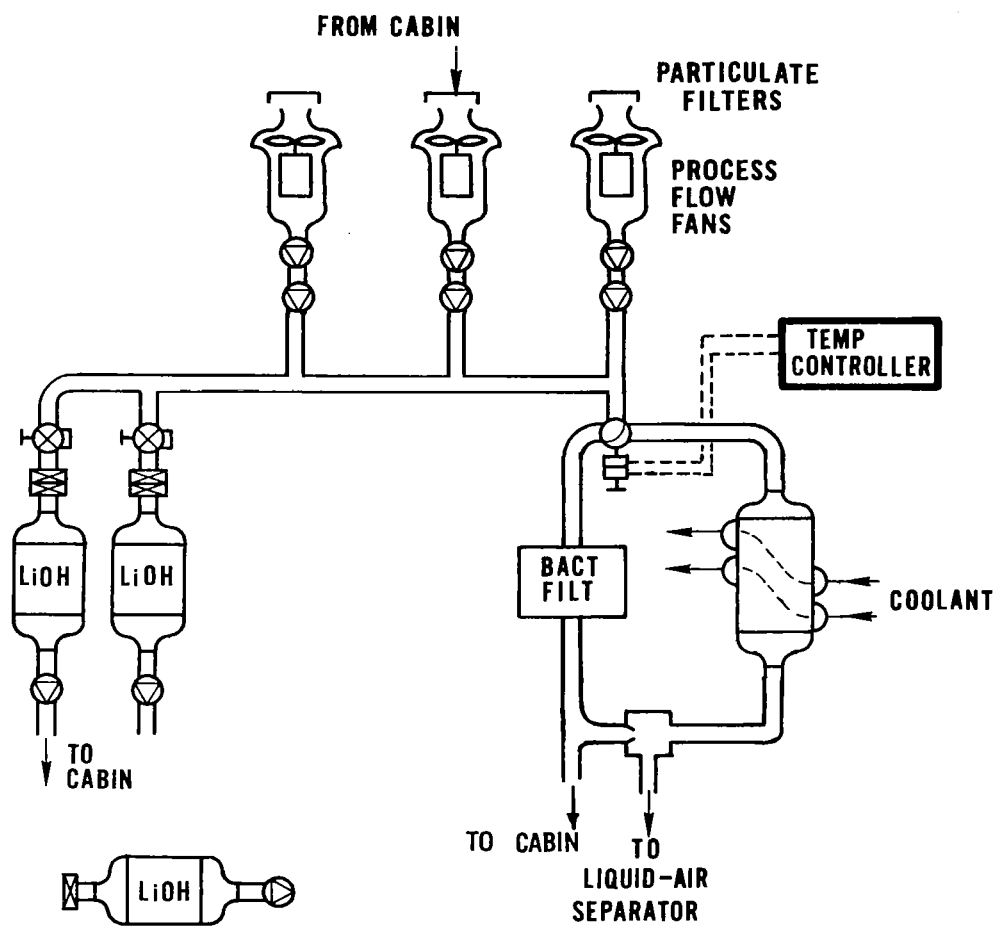 FROM CABIN
PARTICULATE
FILTERS
PROCESS
FLOW
FANS
TEMP
CONTROLLER
LiOH
LiOH
BACT
FILT
COOLANT
TO
CABIN
TO CABIN
TO
LIQUID-AIR
SEPARATOR
LiOH